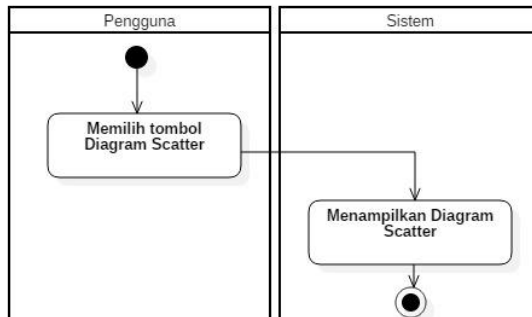 Pengguna
Sistem
Memilih tombol
Diagram Scatter
Menampilkan Diagram
Scatter